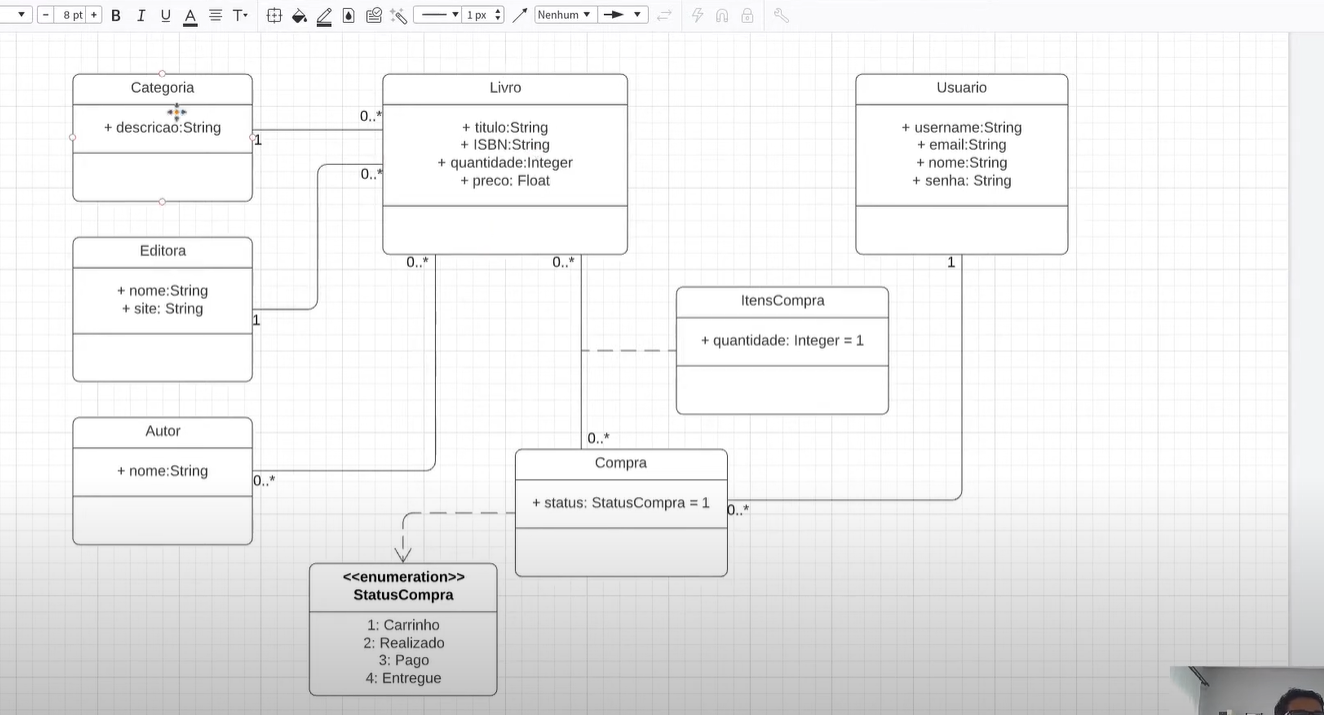 8 pt
B I U A T
1 px
Nenhum
Categoria
+ descricao:String
1
0..*
Livro
+ titulo:String
+ ISBN:String
+ quantidade:Integer
+ preco: Float
0..*
0..*
0..*
Usuario
+ username:String
+ email:String
+ nome:String
+ senha: String
1
Editora
+ nome:String
+ site: String
1
ItensCompra
+ quantidade: Integer = 1
Autor
+ nome:String
0..*
0..*
Compra
+ status: StatusCompra = 1
0..*
<<enumeration>>
StatusCompra
1: Carrinho
2: Realizado
3: Pago
4: Entregue